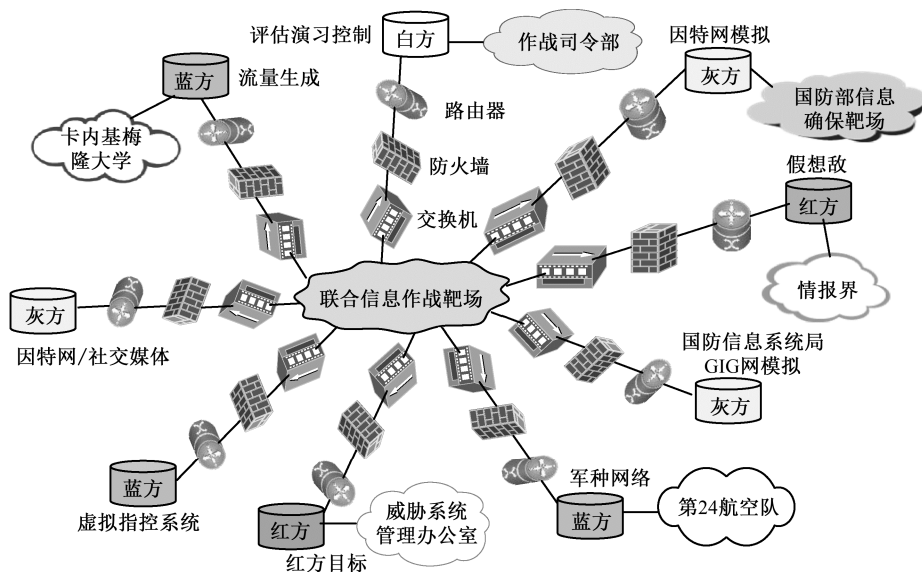 评估演习控制
白方
作战司令部
因特网模拟
灰方
国防部信息
确保靶场
蓝方
流量生成
卡内基梅
隆大学
路由器
防火墙
交换机
假想敌
红方
情报界
联合信息作战靶场
灰方
因特网/社交媒体
国防信息系统局
GIG网模拟
灰方
蓝方
虚拟指控系统
红方
红方目标
威胁系统
管理办公室
军种网络
蓝方
第24航空队